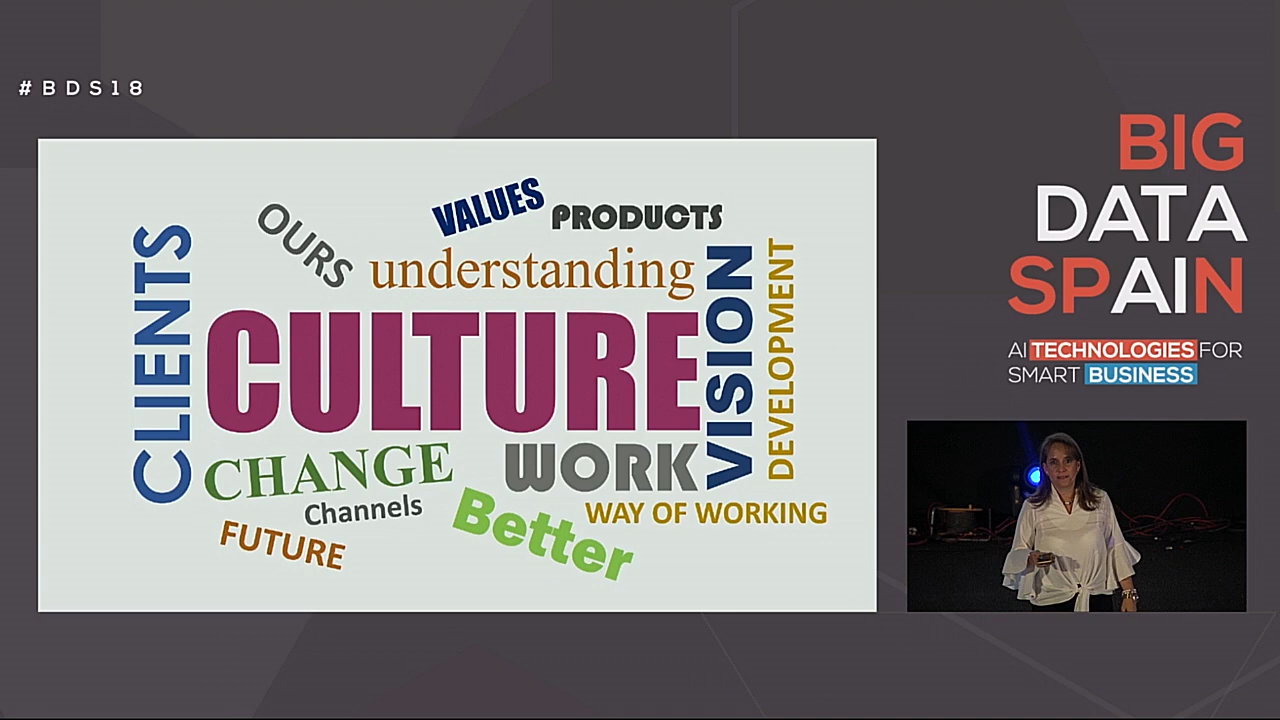 #BDS18
BIG
DATA
SPAIN
AI TECHNOLOGIES FOR
SMART BUSINESS
VALUES
PRODUCTS
OURS
understanding
CLIENTS
CULTURE
VISION
DEVELOPMENT
CHANGE
WORK
Channels
Better
WAY OF WORKING
FUTURE